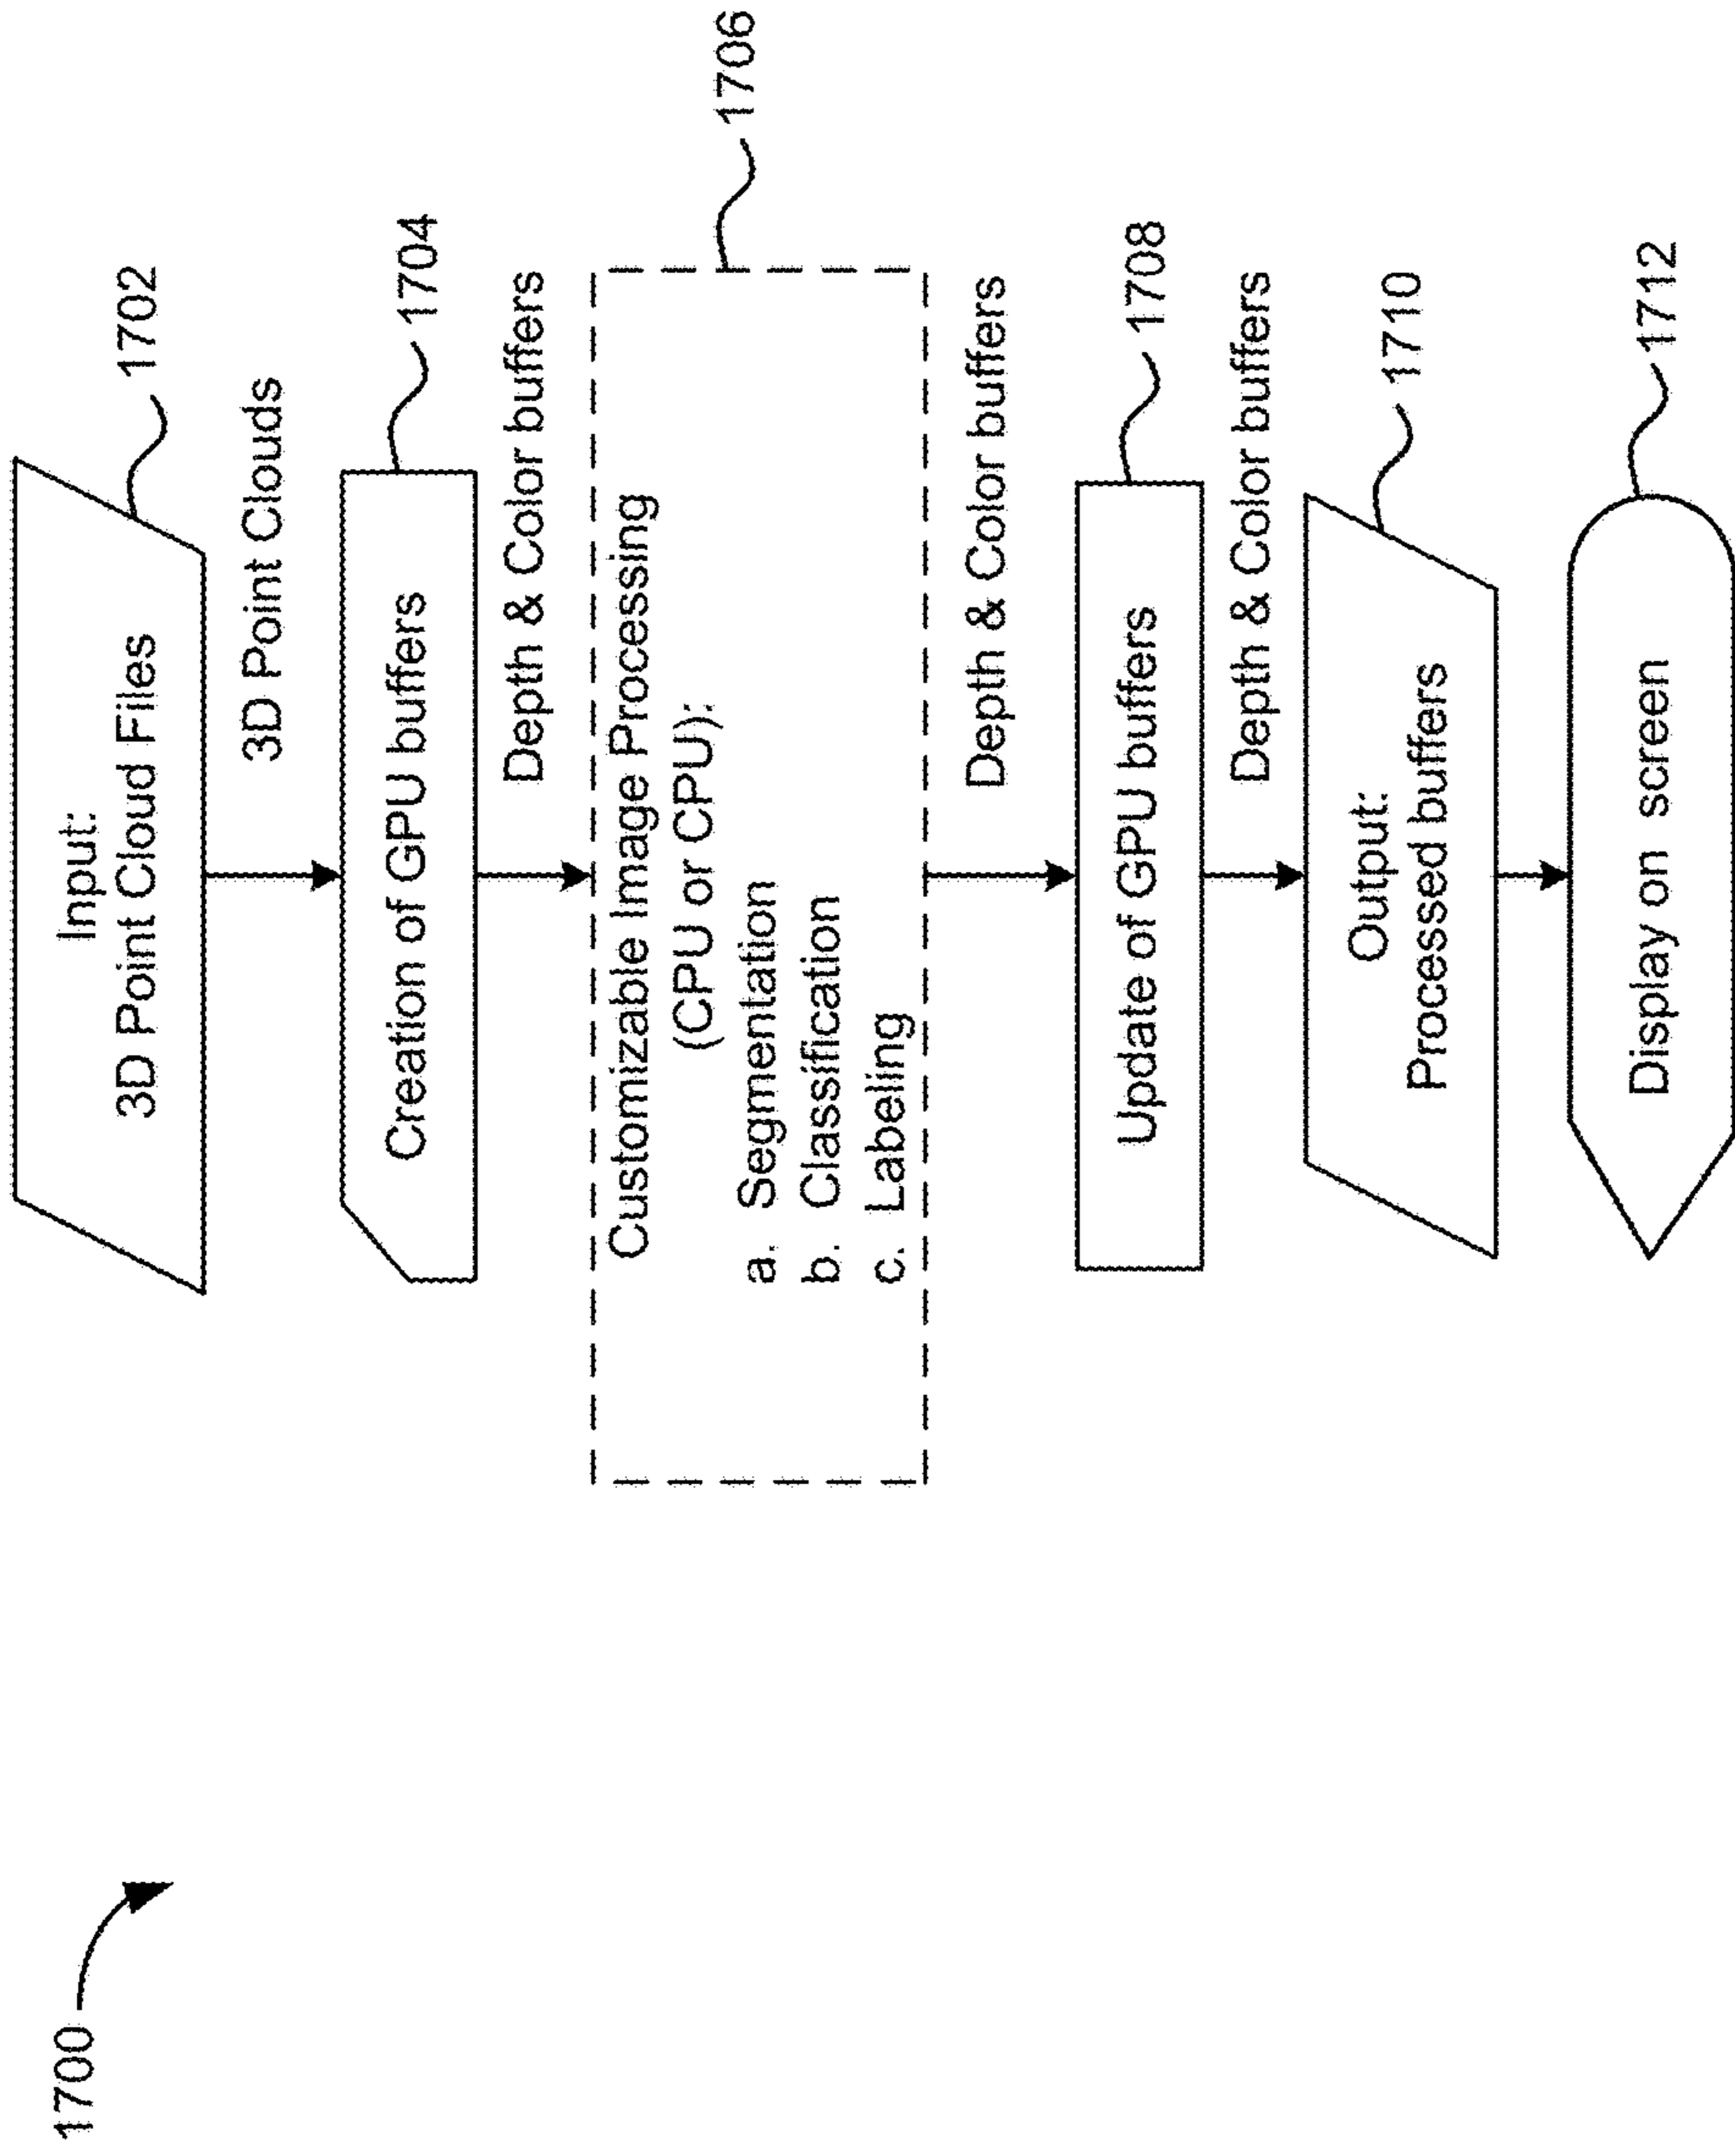 1700
Input:
3D Point Cloud Files
1702
3D Point Clouds
Creation of GPU buffers
1704
Depth & Color buffers
Customizable Image Processing
(CPU or CPU):
a. Segmentation
b. Classification
c. Labeling
1706
Depth & Color buffers
Update of GPU buffers
1708
Depth & Color buffers
Output:
Processed buffers
1710
Display on screen
1712